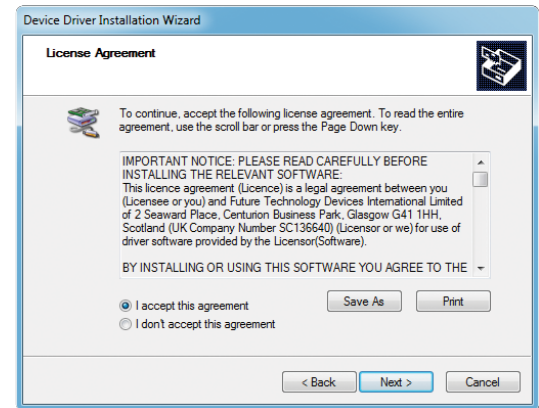 Device Driver Installation Wizard
License Agreement
To continue, accept the following license agreement. To read the entire
agreement, use the scroll bar or press the Page Down key.
IMPORTANT NOTICE: PLEASE READ CAREFULLY BEFORE
INSTALLING THE RELEVANT SOFTWARE:
This licence agreement (Licence) is a legal agreement between you
(Licensee or you) and Future Technology Devices International Limited
of 2 Seaward Place, Centurion Business Park, Glasgow G41 1HH,
Scotland (UK Company Number SC136640) (Licensor or we) for use of
driver software provided by the Licensor(Software).
BY INSTALLING OR USING THIS SOFTWARE YOU AGREE TO THE
I accept this agreement
Save As
Print
I don't accept this agreement
< Back
Next >
Cancel